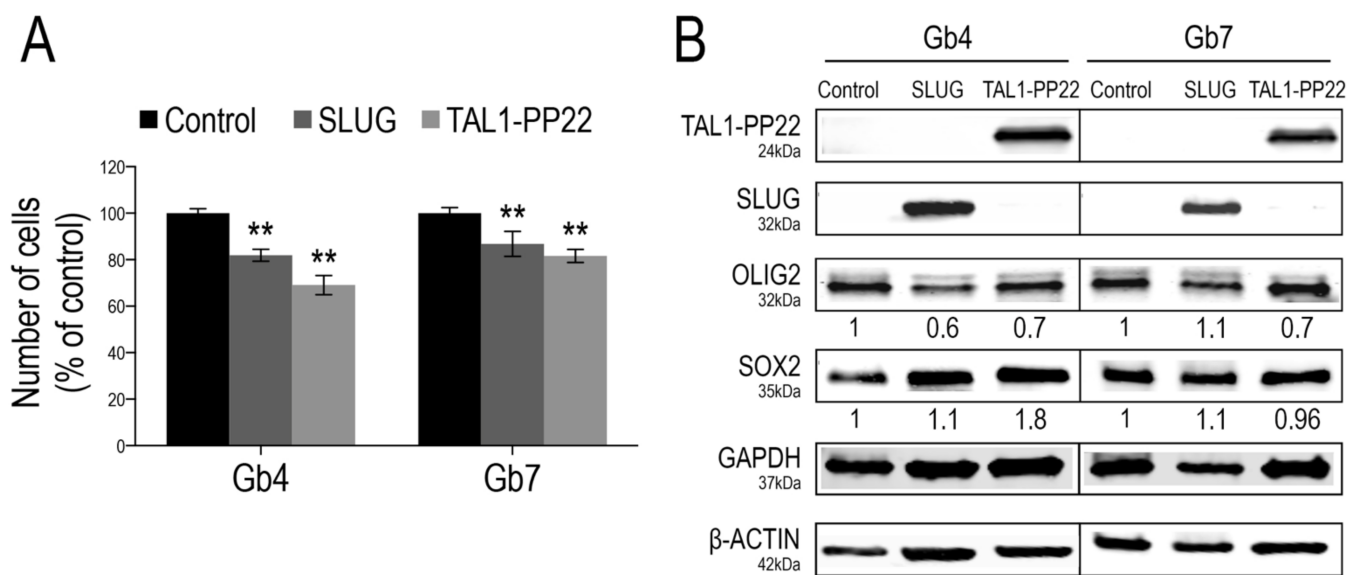 A
Control SLUG TAL1-PP22
Number of cells
(% of control)
120
100
80
60
40
20
0
** ** ** **
Gb4 Gb7
B
Gb4 Gb7
Control SLUG TAL1-PP22 Control SLUG TAL1-PP22
TAL1-PP22
24kDa
SLUG
32kDa
OLIG2
32kDa
1 0.6 0.7 1 1.1 0.7
SOX2
35kDa
1 1.1 1.8 1 1.1 0.96
GAPDH
37kDa
β-ACTIN
42kDa